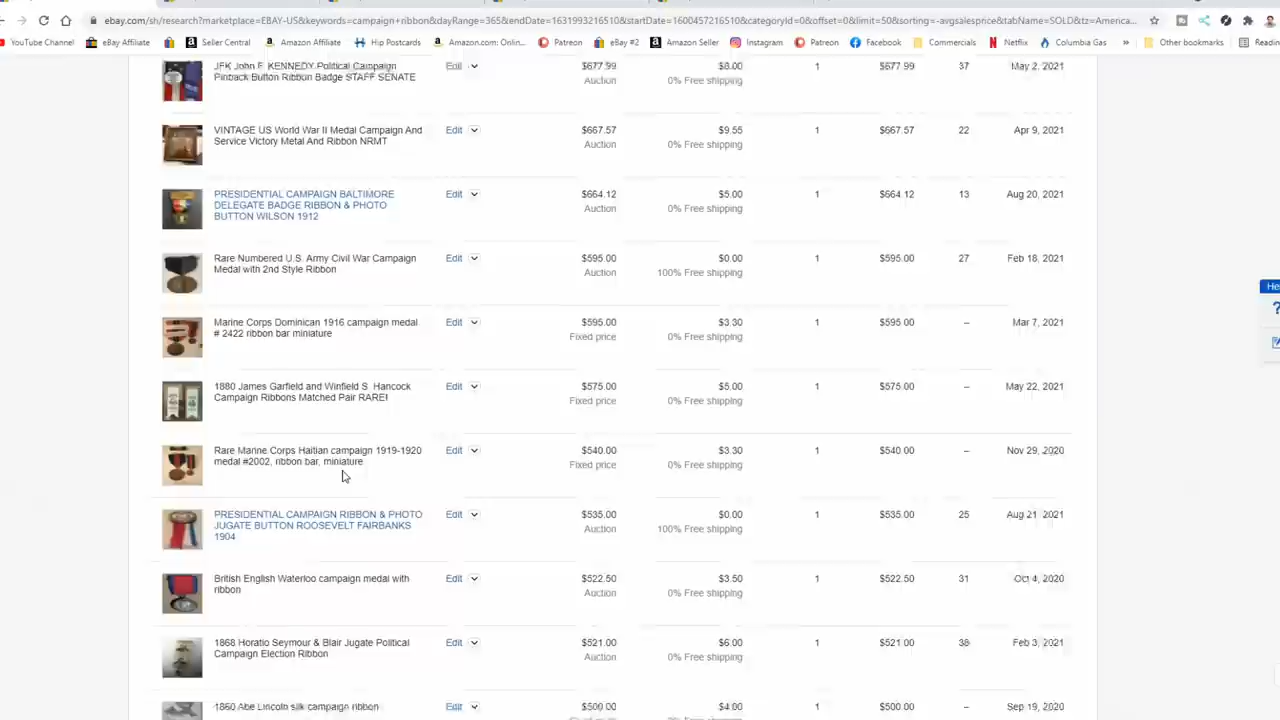 ebay.com/sh/research?marketplace=EBAY-US&keywords=campaign+ribbon&dayRange=365&endDate=1631993216510&startDate=1600457216510&categoryId=0&offset=0&limit=50&sorting=-avgsalesprice&tabName=SOLD&tz=America...
YouTube Channel eBay Affiliate Seller Central Amazon Affiliate Hip Postcards Amazon.com: Onlin... Patreon eBay #2 Amazon Seller Instagram Patreon Facebook Commercials Netflix Columbia Gas » Other bookmarks Readin
JFK John F. KENNEDY Political Campaign Edit $677.99 $8.00 1 $677.99 37 May 2, 2021
Pinback Button Ribbon Badge STAFF SENATE Auction 0% Free shipping
VINTAGE US World War II Medal Campaign And Edit $667.57 $9.55 1 $667.57 22 Apr 9, 2021
Service Victory Metal And Ribbon NRMT Auction 0% Free shipping
PRESIDENTIAL CAMPAIGN BALTIMORE Edit $664.12 $5.00 1 $664.12 13 Aug 20, 2021
DELEGATE BADGE RIBBON & PHOTO Auction 0% Free shipping
BUTTON WILSON 1912
Rare Numbered U.S. Army Civil War Campaign Edit $595.00 $0.00 1 $595.00 27 Feb 18, 2021
Medal with 2nd Style Ribbon Auction 100% Free shipping
He
?
Marine Corps Dominican 1916 campaign medal Edit $595.00 $3.30 1 $595.00 -- Mar 7, 2021
# 2422 ribbon bar miniature Fixed price 0% Free shipping
1880 James Garfield and Winfield S. Hancock Edit $575.00 $5.00 1 $575.00 -- May 22, 2021
Campaign Ribbons Matched Pair RARE! Fixed price 0% Free shipping
Rare Marine Corps Haitian campaign 1919-1920 Edit $540.00 $3.30 1 $540.00 -- Nov 29, 2020
medal #2002, ribbon bar, miniature Fixed price 0% Free shipping
PRESIDENTIAL CAMPAIGN RIBBON & PHOTO Edit $535.00 $0.00 1 $535.00 25 Aug 21, 2021
JUGATE BUTTON ROOSEVELT FAIRBANKS Auction 100% Free shipping
1904
British English Waterloo campaign medal with Edit $522.50 $3.50 1 $522.50 31 Oct 4, 2020
ribbon Auction 0% Free shipping
1868 Horatio Seymour & Blair Jugate Political Edit $521.00 $6.00 1 $521.00 38 Feb 3, 2021
Campaign Election Ribbon Auction 0% Free shipping
1860 Abe Lincoln silk campaign ribbon Edit $500.00 $4.00 1 $500.00 -- Sep 19, 2020